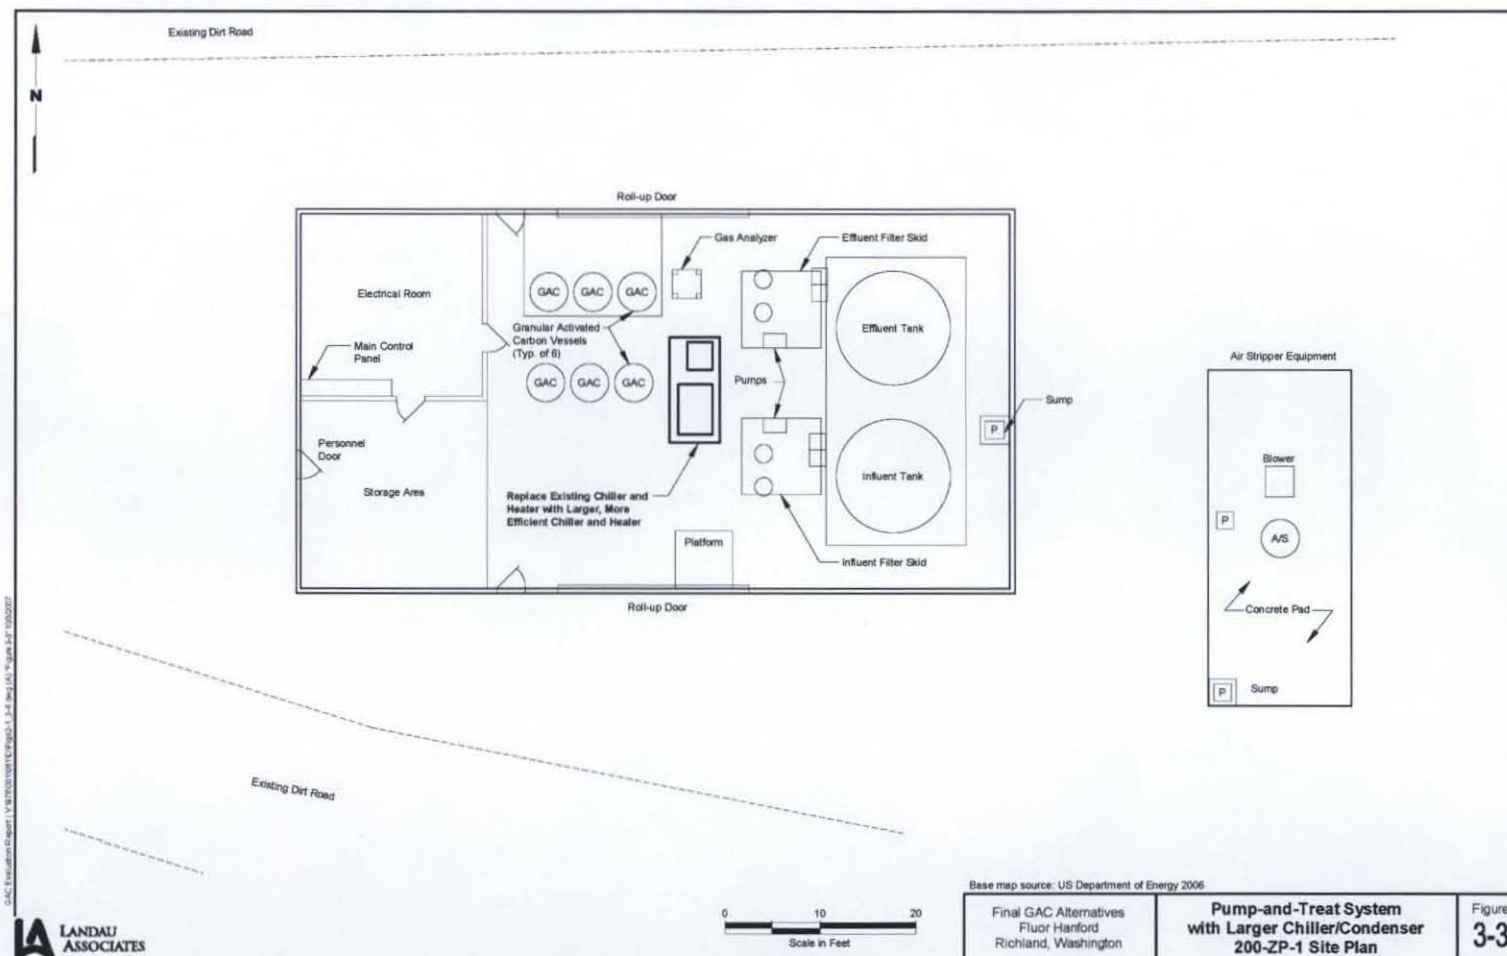 Existing Dirt Road
N
Roll-up Door
Gas Analyzer
Effluent Filter Skid
Electrical Room
GAC
GAC
GAC
Granular Activated
Carbon Vessels
(Typ. of 6)
Effluent Tank
Main Control
Panel
Air Stripper Equipment
GAC
GAC
GAC
Pumps
Sump
P
Personnel
Door
Blower
Storage Area
Influent Tank
Replace Existing Chiller and
Heater with Larger, More
Efficient Chiller and Heater
P
A/S
Platform
Influent Filter Skid
Roll-up Door
Concrete Pad
P
Sump
Existing Dirt Road
Base map source: US Department of Energy 2006
LANDAU
ASSOCIATES
0
10
20
Scale in Feet
Final GAC Alternatives
Fluor Hanford
Richland, Washington
Pump-and-Treat System
with Larger Chiller/Condenser
200-ZP-1 Site Plan
Figure
3-3
GAC Evaluation Report